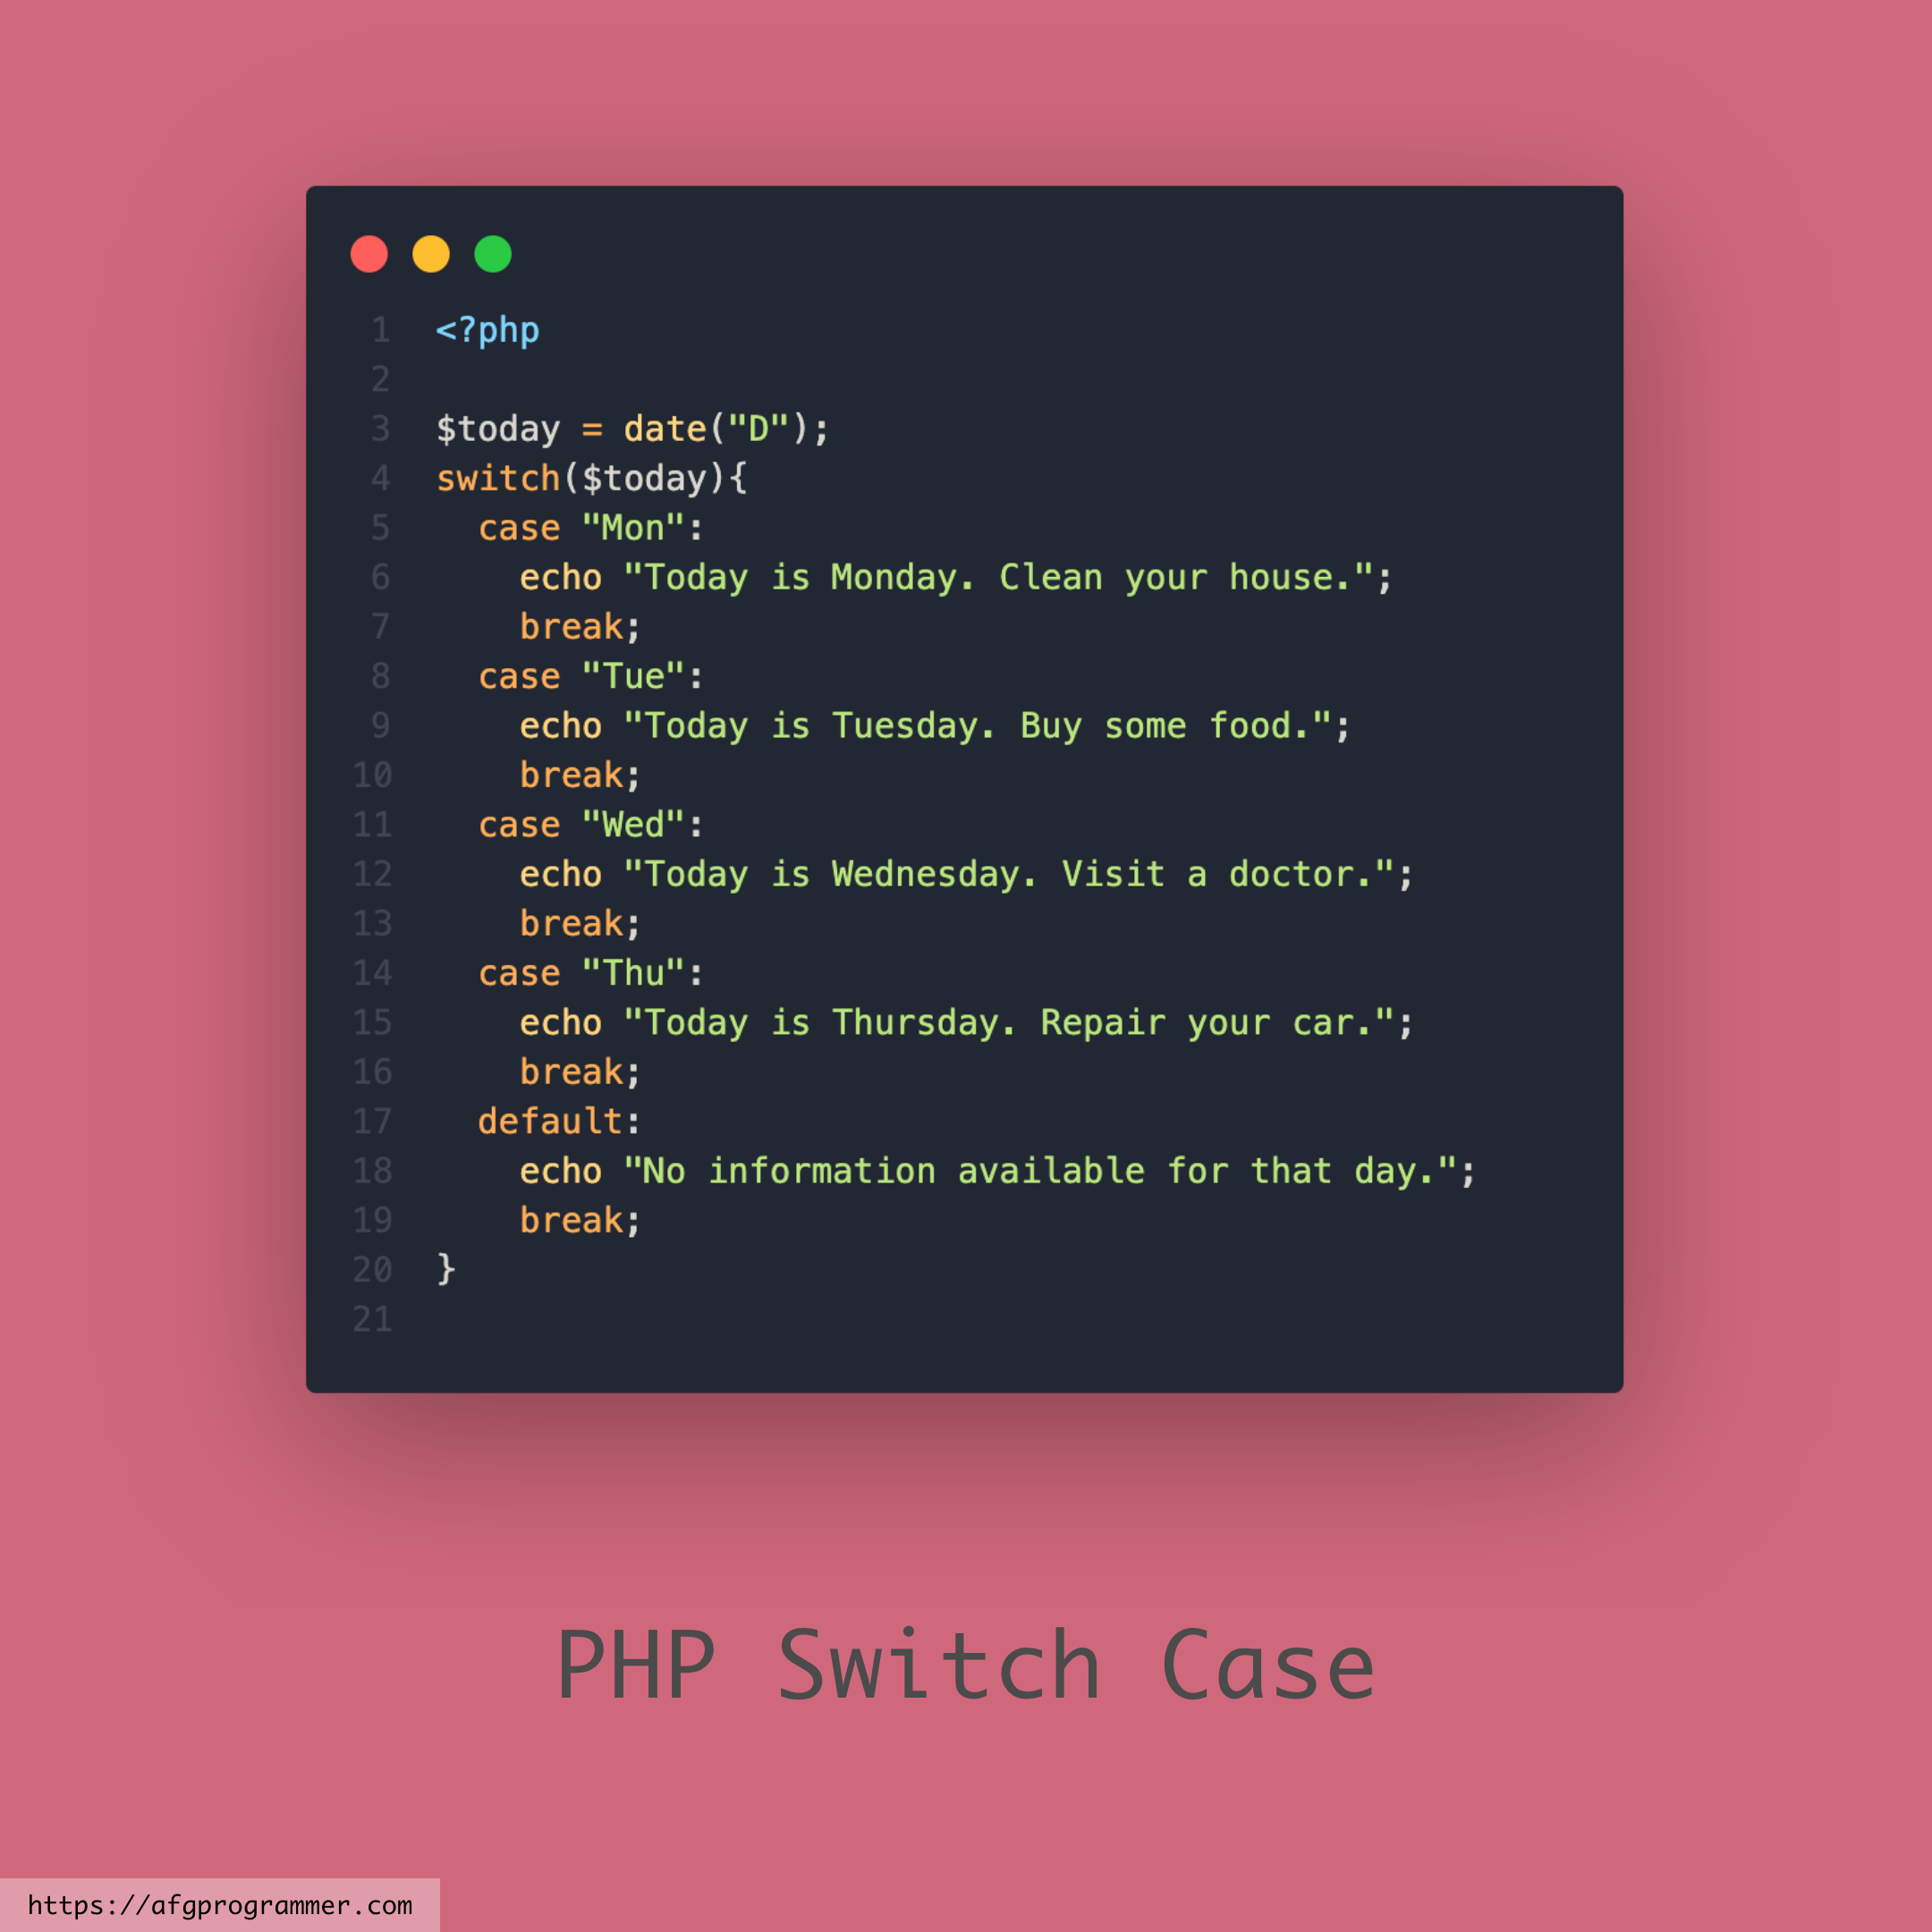 1 <?php
2
3 $today = date("D");
4 switch($today){
5   case "Mon":
6     echo "Today is Monday. Clean your house.";
7     break;
8   case "Tue":
9     echo "Today is Tuesday. Buy some food.";
10     break;
11   case "Wed":
12     echo "Today is Wednesday. Visit a doctor.";
13     break;
14   case "Thu":
15     echo "Today is Thursday. Repair your car.";
16     break;
17   default:
18     echo "No information available for that day.";
19     break;
20 }
21
PHP Switch Case
https://afgprogrammer.com